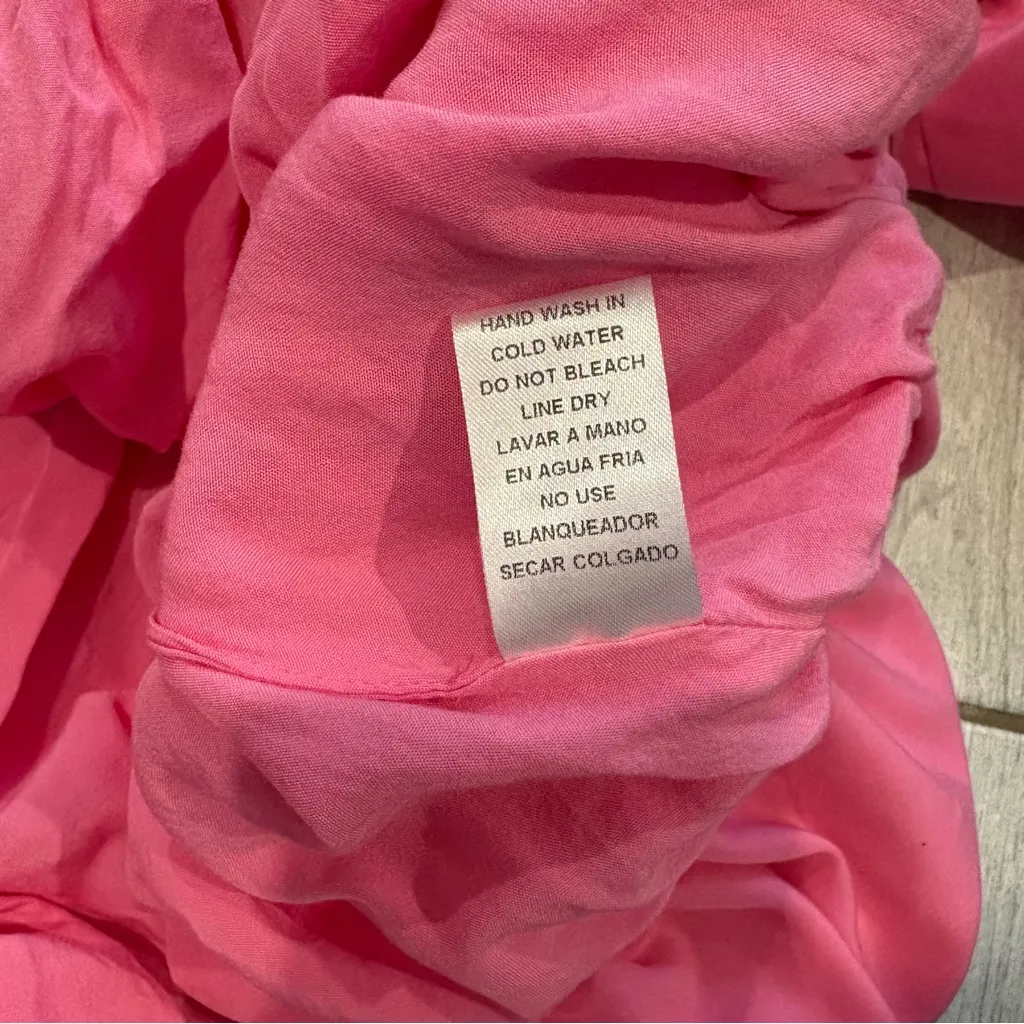 HAND WASH IN
COLD WATER
DO NOT BLEACH
LINE DRY
LAVAR A MANO
EN AGUA FRIA
NO USE
BLANQUEADOR
SECAR COLGADO